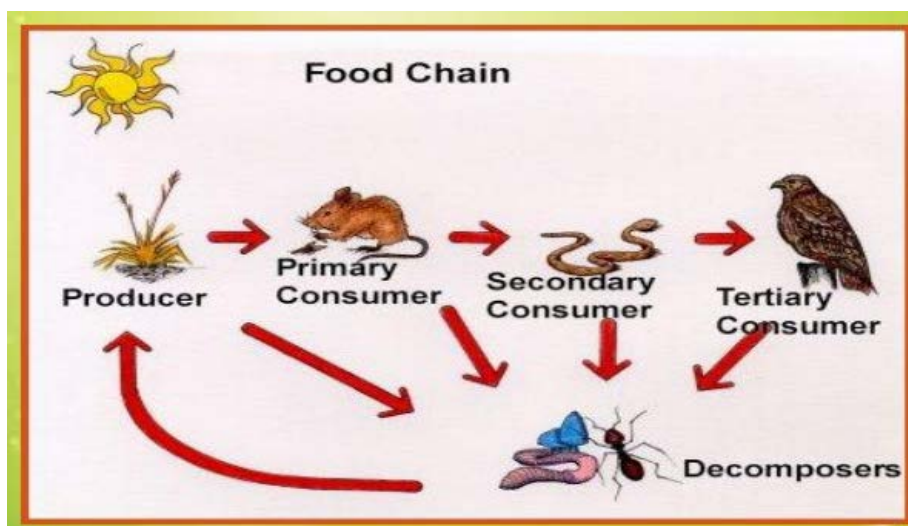 Food Chain
Producer
Primary
Consumer
Secondary
Consumer
Tertiary
Consumer
Decomposers